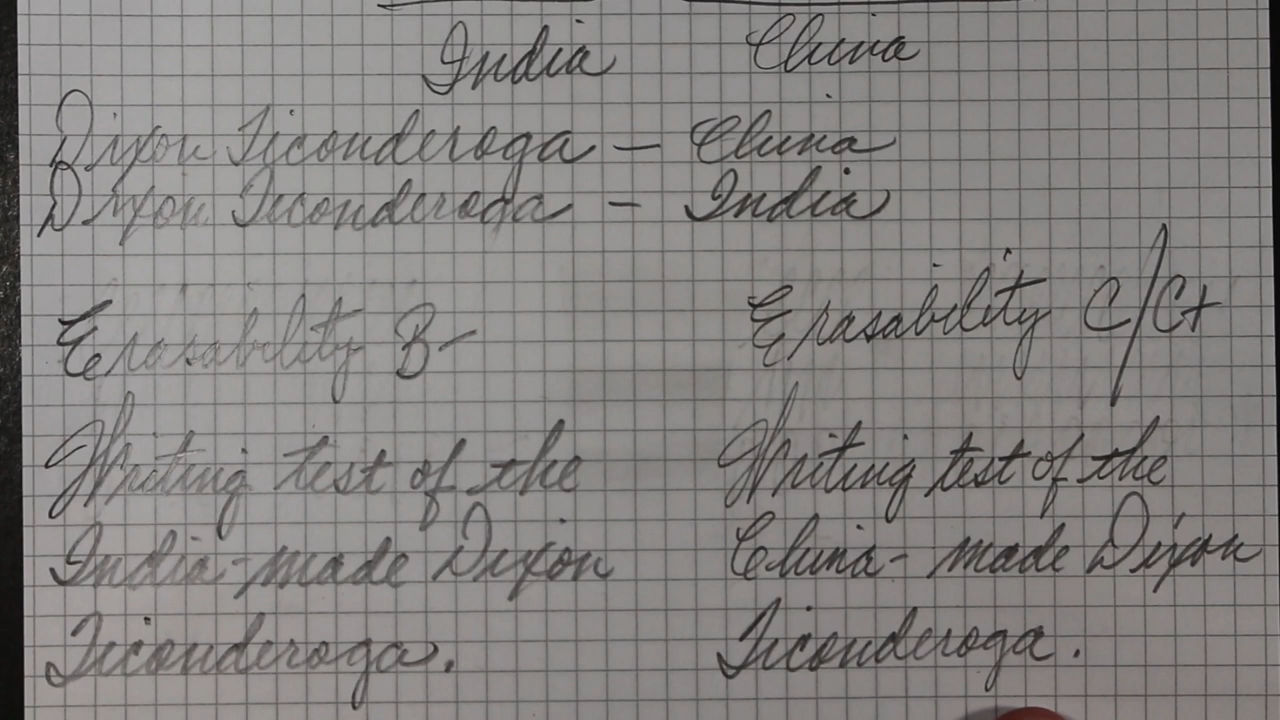 India China
Dixon Ticonderoga – China
Dixon Ticonderoga – India
Erasability B- Erasability C/C+
Writing test of the Writing test of the
India-made Dixon China-made Dixon
Ticonderoga. Ticonderoga.